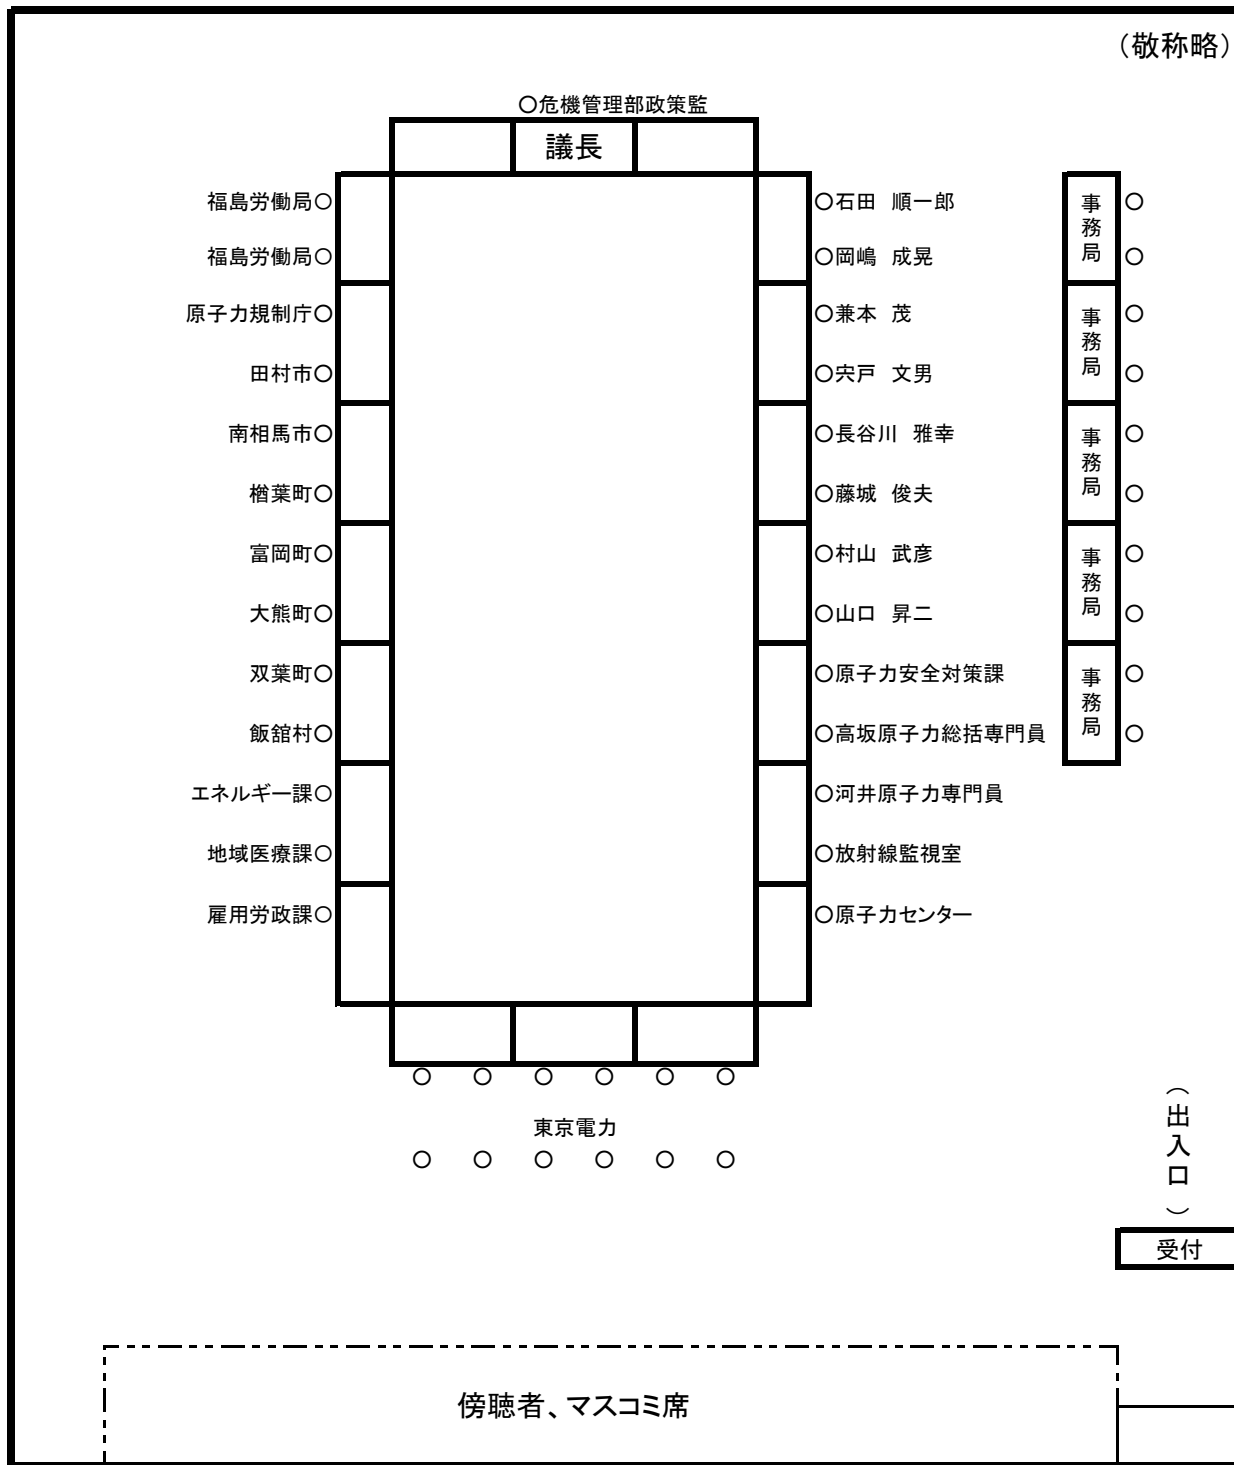 （敬称略）
○危機管理部政策監
議長
福島労働局○
福島労働局○
原子力規制庁○
田村市○
南相馬市○
楢葉町○
富岡町○
大熊町○
双葉町○
飯舘村○
エネルギー課○
地域医療課○
雇用労政課○
○石田　順一郎
○岡嶋　成晃
○兼本　茂
○宍戸　文男
○長谷川　雅幸
○藤城　俊夫
○村山　武彦
○山口　昇二
○原子力安全対策課
○高坂原子力総括専門員
○河井原子力専門員
○放射線監視室
○原子力センター
事務局
事務局
事務局
事務局
事務局
東京電力
（出入口）
受付
傍聴者、マスコミ席